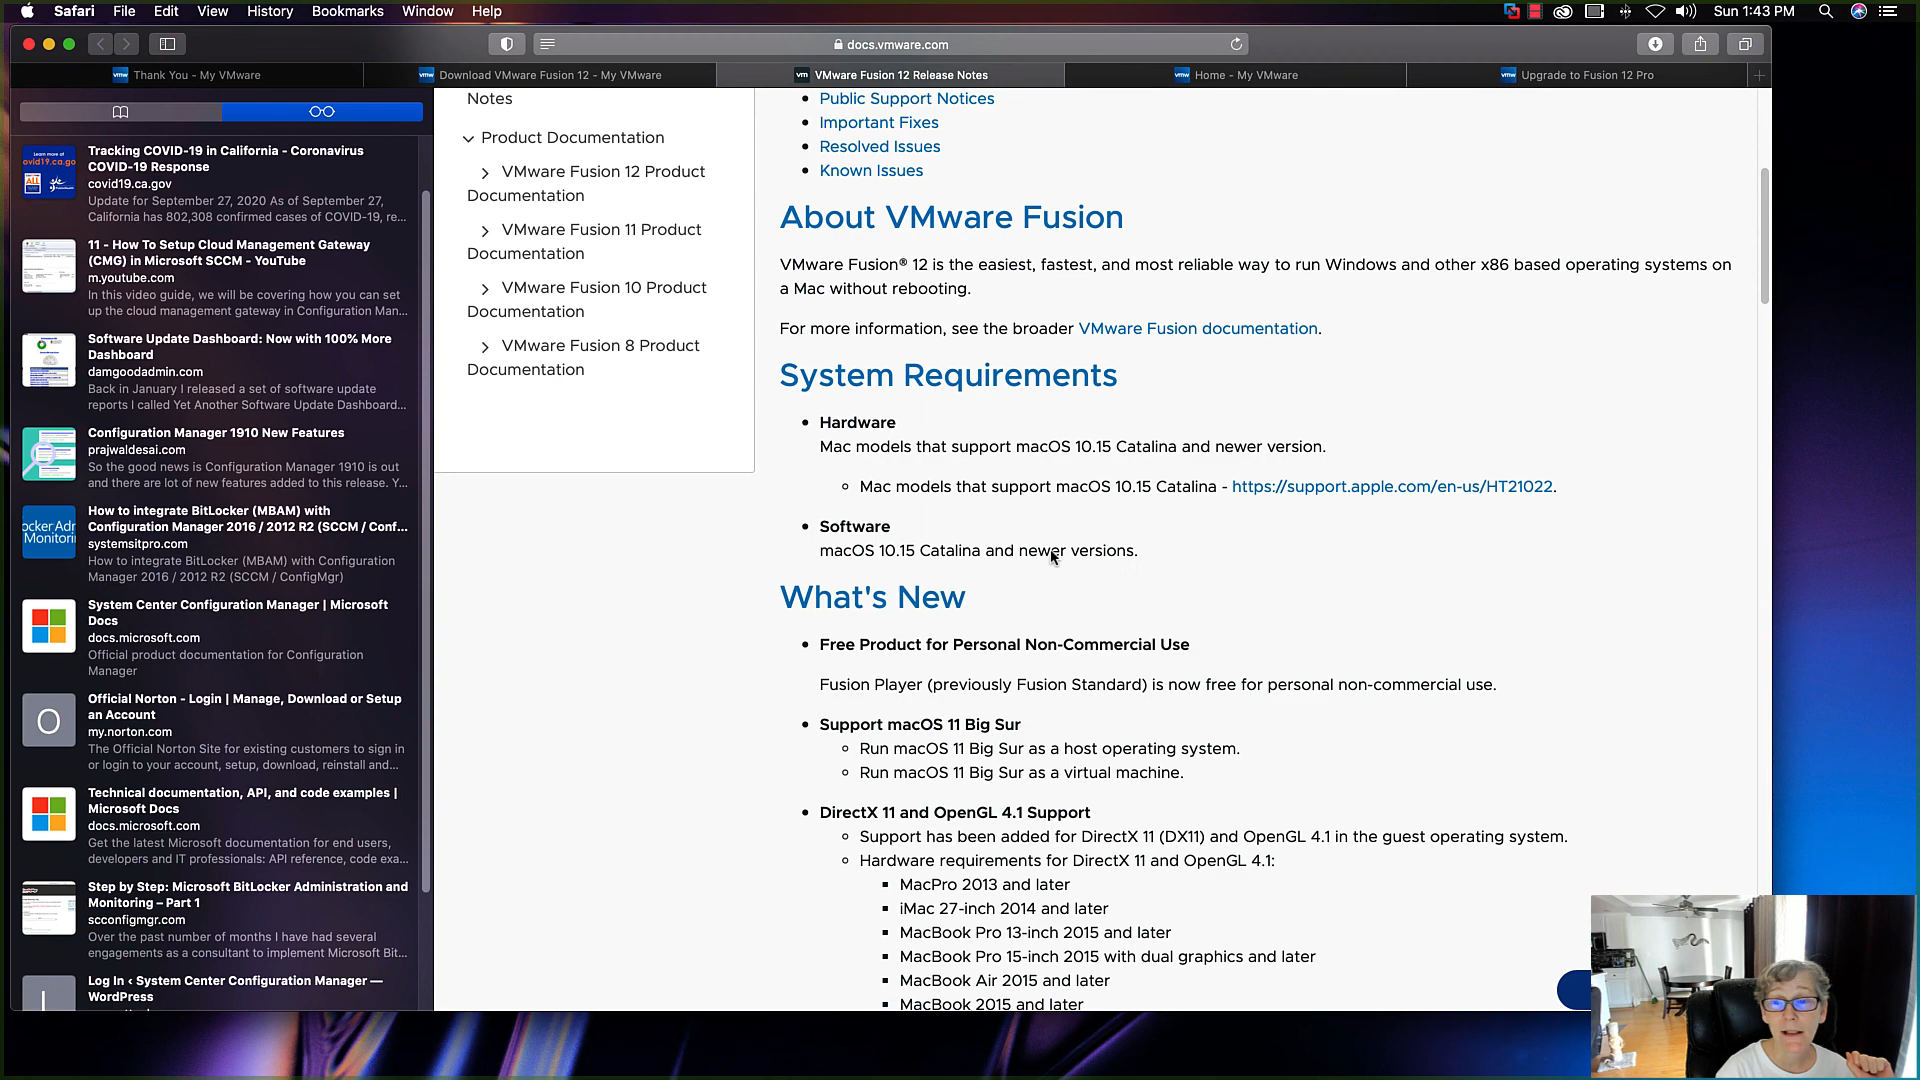 Safari File Edit View History Bookmarks Window Help
Sun 1:43 PM
docs.vmware.com
vmw Thank You - My VMware
vmw Download VMware Fusion 12 - My VMware
vm VMware Fusion 12 Release Notes
vmw Home - My VMware
vmw Upgrade to Fusion 12 Pro
Tracking COVID-19 in California - Coronavirus
COVID-19 Response
covid19.ca.gov
Update for September 27, 2020 As of September 27,
California has 802,308 confirmed cases of COVID-19, re...
11 - How To Setup Cloud Management Gateway
(CMG) in Microsoft SCCM - YouTube
m.youtube.com
In this video guide, we will be covering how you can set
up the cloud management gateway in Configuration Man...
Software Update Dashboard: Now with 100% More
Dashboard
damgoodadmin.com
Back in January I released a set of software update
reports I called Yet Another Software Update Dashboard...
Configuration Manager 1910 New Features
prajwaldesai.com
So the good news is Configuration Manager 1910 is out
and there are lot of new features added to this release. Y...
ocker Adr
Monitorin
How to integrate BitLocker (MBAM) with
Configuration Manager 2016 / 2012 R2 (SCCM / Conf...
systemsitpro.com
How to integrate BitLocker (MBAM) with Configuration
Manager 2016 / 2012 R2 (SCCM / ConfigMgr)
System Center Configuration Manager | Microsoft
Docs
docs.microsoft.com
Official product documentation for Configuration
Manager
O
Official Norton - Login | Manage, Download or Setup
an Account
my.norton.com
The Official Norton Site for existing customers to sign in
or login to your account, setup, download, reinstall and...
Technical documentation, API, and code examples |
Microsoft Docs
docs.microsoft.com
Get the latest Microsoft documentation for end users,
developers and IT professionals: API reference, code exa...
Step by Step: Microsoft BitLocker Administration and
Monitoring – Part 1
scconfigmgr.com
Over the past number of months I have had several
engagements as a consultant to implement Microsoft Bit...
L
Log In ‹ System Center Configuration Manager —
WordPress
Notes
Product Documentation
VMware Fusion 12 Product
Documentation
VMware Fusion 11 Product
Documentation
VMware Fusion 10 Product
Documentation
VMware Fusion 8 Product
Documentation
Public Support Notices
Important Fixes
Resolved Issues
Known Issues
About VMware Fusion
VMware Fusion® 12 is the easiest, fastest, and most reliable way to run Windows and other x86 based operating systems on
a Mac without rebooting.
For more information, see the broader VMware Fusion documentation.
System Requirements
Hardware
Mac models that support macOS 10.15 Catalina and newer version.
Mac models that support macOS 10.15 Catalina - https://support.apple.com/en-us/HT21022.
Software
macOS 10.15 Catalina and newer versions.
What's New
Free Product for Personal Non-Commercial Use
Fusion Player (previously Fusion Standard) is now free for personal non-commercial use.
Support macOS 11 Big Sur
Run macOS 11 Big Sur as a host operating system.
Run macOS 11 Big Sur as a virtual machine.
DirectX 11 and OpenGL 4.1 Support
Support has been added for DirectX 11 (DX11) and OpenGL 4.1 in the guest operating system.
Hardware requirements for DirectX 11 and OpenGL 4.1:
MacPro 2013 and later
iMac 27-inch 2014 and later
MacBook Pro 13-inch 2015 and later
MacBook Pro 15-inch 2015 with dual graphics and later
MacBook Air 2015 and later
MacBook 2015 and later